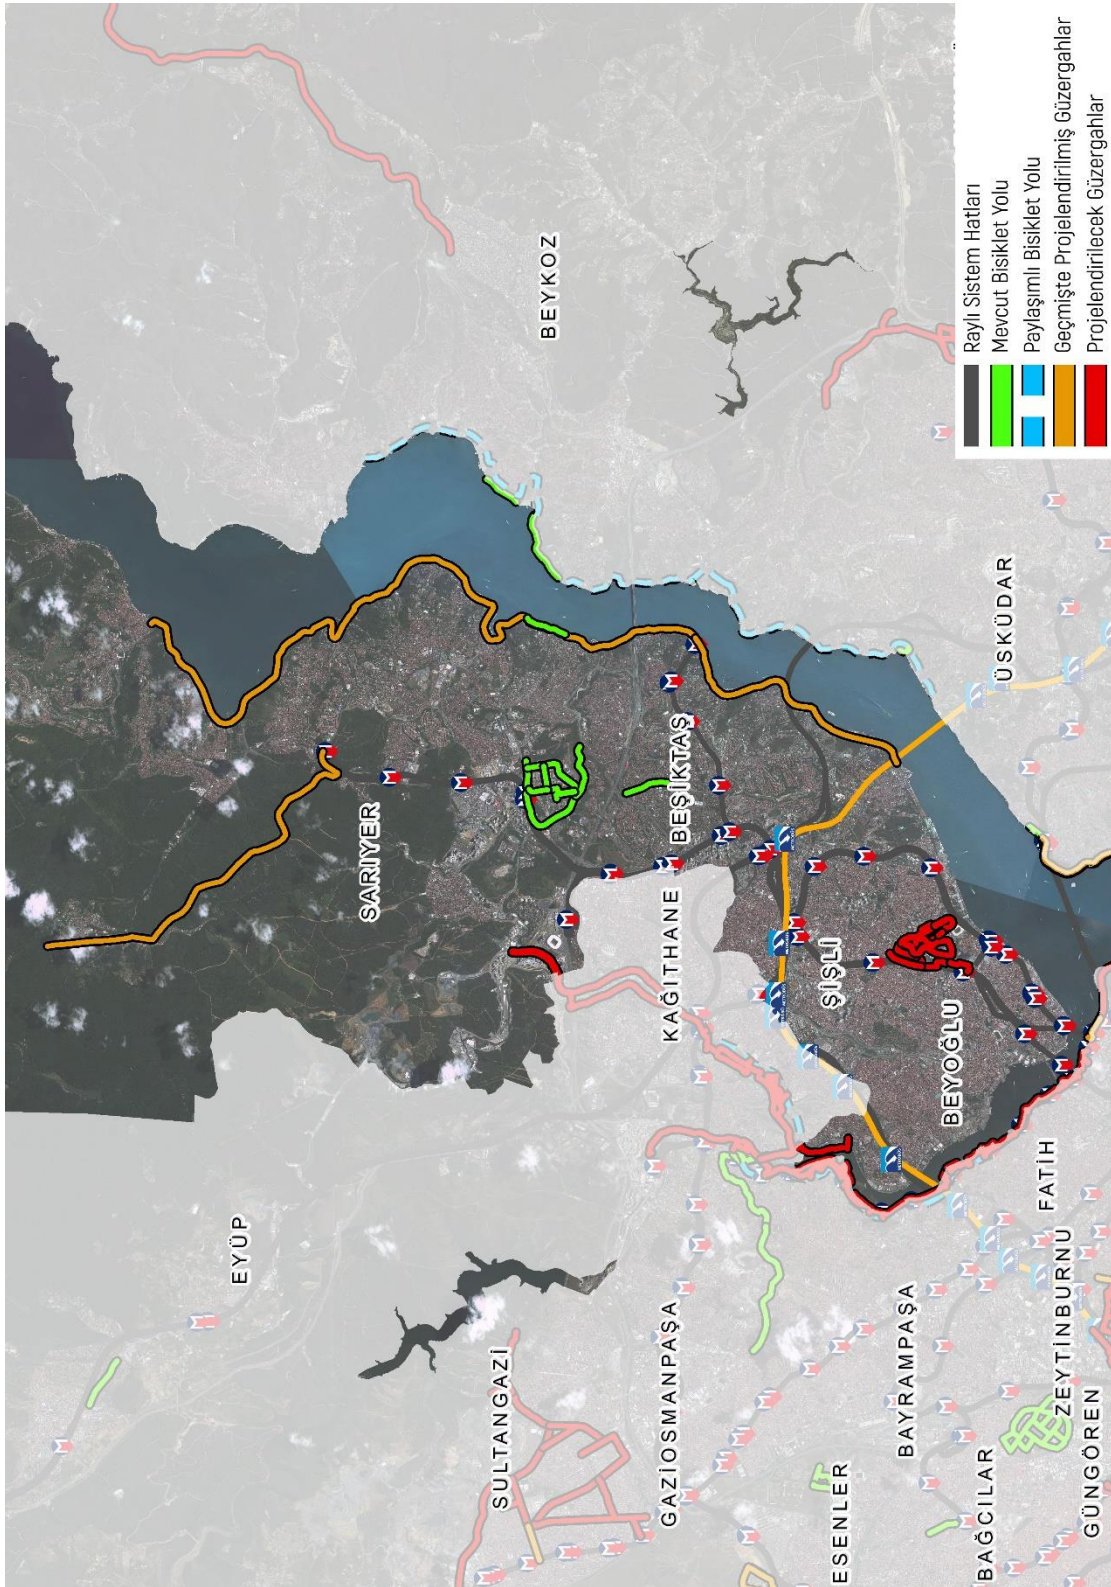 BEYKOZ
SARIYER
EYÜP
BEŞİKTAŞ
KAĞITHANE
ÜSKÜDAR
ŞİŞLİ
BEYOĞLU
SULTANGAZİ
GAZİOSMANPAŞA
FATİH
BAYRAMPAŞA
ZEYTİNBURNU
ESENLER
BAĞCILAR
GÜNGÖREN
Raylı Sistem Hatları
Mevcut Bisiklet Yolu
Paylaşımlı Bisiklet Yolu
Geçmişte Projelendirilmiş Güzergahlar
Projelendirilecek Güzergahlar